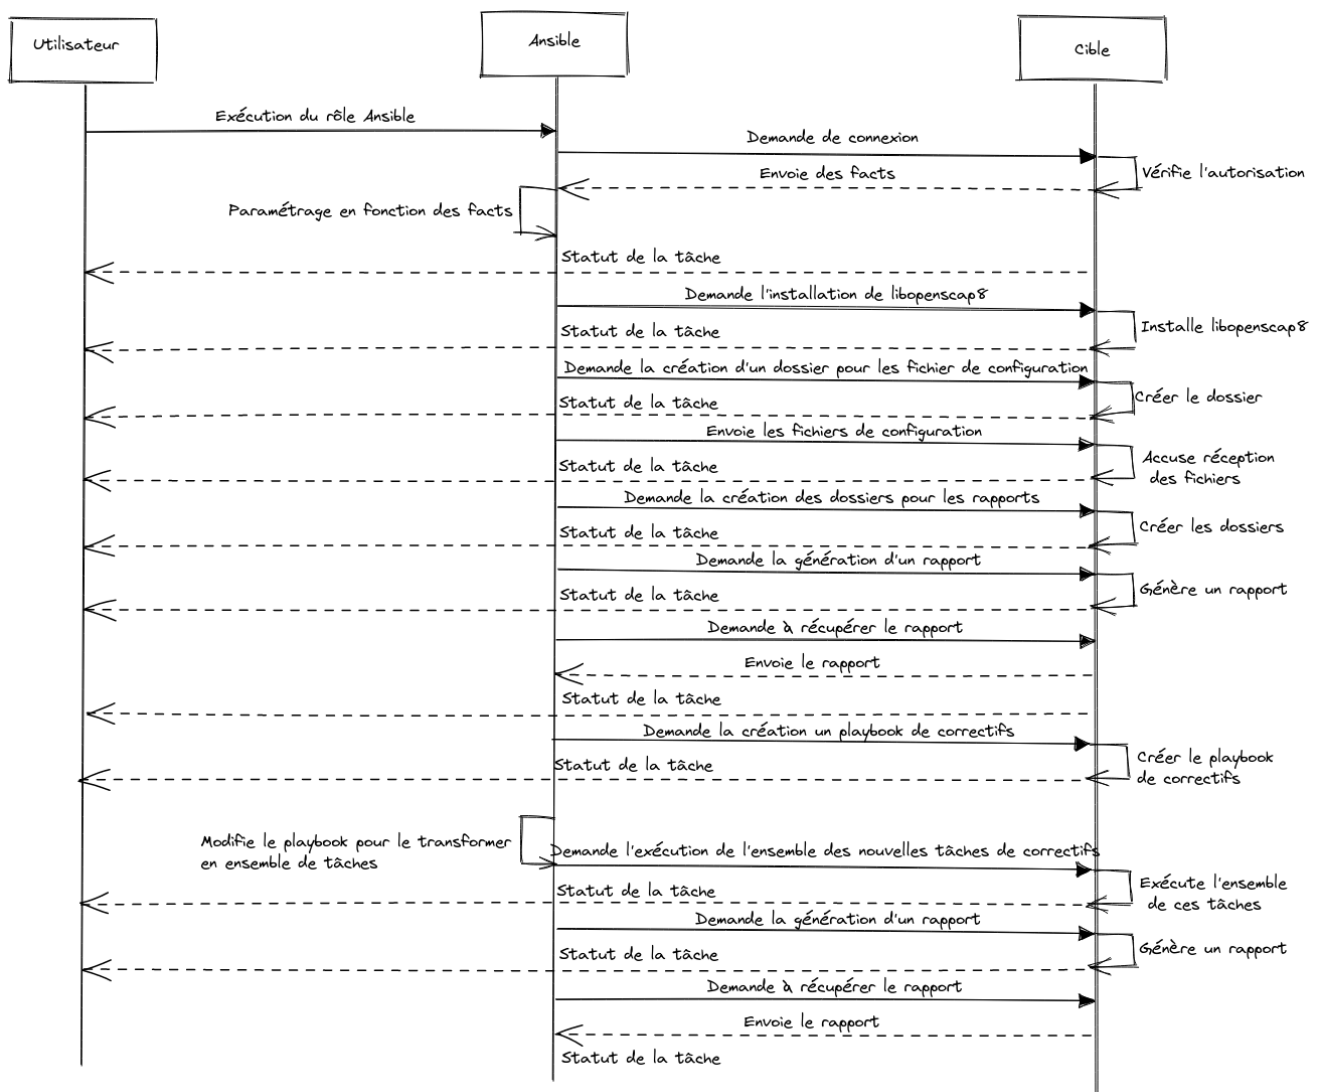 Utilisateur
Ansible
Cible
Exécution du rôle Ansible
Demande de connexion
Envoie des facts
Vérifie l'autorisation
Paramétrage en fonction des facts
Statut de la tâche
Demande l'installation de libopenscap8
Installe libopenscap8
Statut de la tâche
Demande la création d'un dossier pour les fichier de configuration
Créer le dossier
Statut de la tâche
Envoie les fichiers de configuration
Accuse réception
des fichiers
Statut de la tâche
Demande la création des dossiers pour les rapports
Créer les dossiers
Statut de la tâche
Demande la génération d'un rapport
Génère un rapport
Statut de la tâche
Demande à récupérer le rapport
Envoie le rapport
Statut de la tâche
Demande la création un playbook de correctifs
Créer le playbook
de correctifs
Statut de la tâche
Modifie le playbook pour le transformer
en ensemble de tâches
Demande l'exécution de l'ensemble des nouvelles tâches de correctifs
Exécute l'ensemble
de ces tâches
Statut de la tâche
Demande la génération d'un rapport
Génère un rapport
Statut de la tâche
Demande à récupérer le rapport
Envoie le rapport
Statut de la tâche